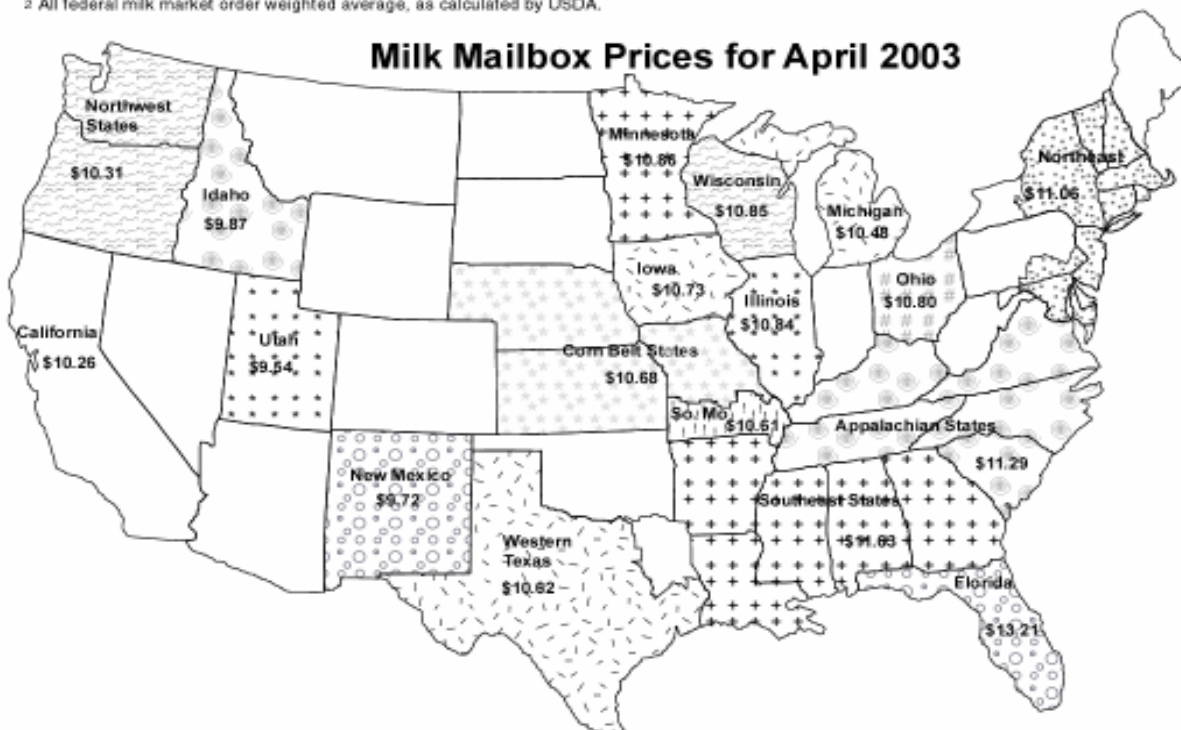 2 All federal milk market order weighted average, as calculated by USDA.
Milk Mailbox Prices for April 2003
Northwest
States
$10.31
Idaho
$9.87
Minnesota
$10.86
Wisconsin
$10.85
Michigan
$10.48
Northeast
$11.06
Iowa
$10.73
Illinois
$10.84
Ohio
$10.80
California
$10.26
Utah
$9.54
Corn Belt States
$10.68
So. Mo.
$10.61
Appalachian States
$11.29
New Mexico
$9.72
Western
Texas
$10.62
Southeast States
$11.63
Florida
$13.21